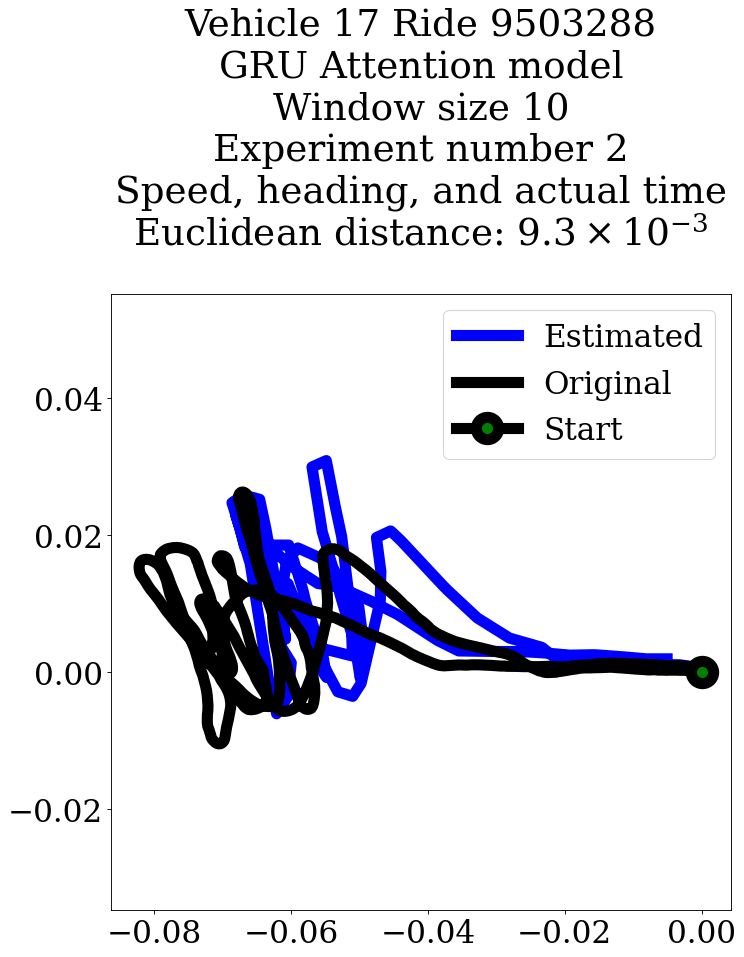 Vehicle 17 Ride 9503288
GRU Attention model
Window size 10
Experiment number 2
Speed, heading, and actual time
Euclidean distance: 9.3 × 10⁻³
Estimated
Original
Start
0.04
0.02
0.00
−0.02
−0.08 −0.06 −0.04 −0.02 0.00